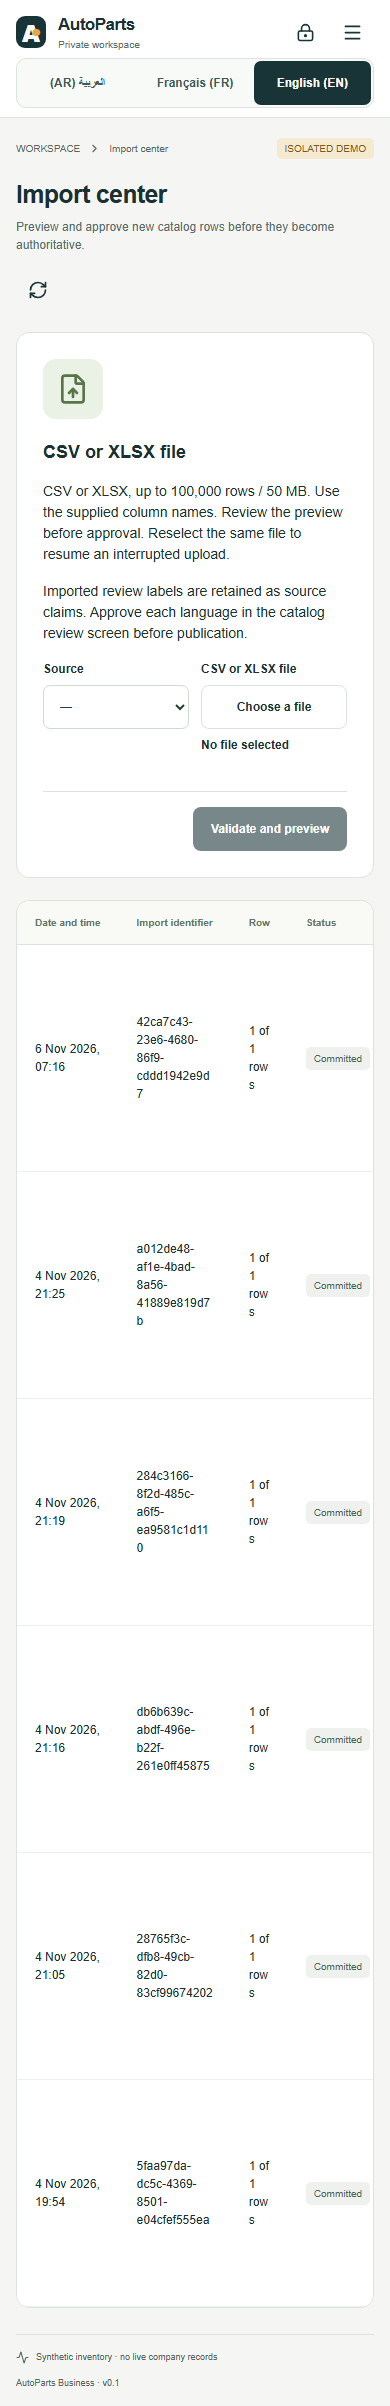 AutoParts
Private workspace
العربية (AR)
Français (FR)
English (EN)
WORKSPACE > Import center
ISOLATED DEMO
Import center
Preview and approve new catalog rows before they become
authoritative.
CSV or XLSX file
CSV or XLSX, up to 100,000 rows / 50 MB. Use
the supplied column names. Review the preview
before approval. Reselect the same file to
resume an interrupted upload.
Imported review labels are retained as source
claims. Approve each language in the catalog
review screen before publication.
Source
CSV or XLSX file
—
Choose a file
No file selected
Validate and preview
Date and time Import identifier Row Status
6 Nov 2026,
07:16
42ca7c43-
23e6-4680-
86f9-
cddd1942e9d
7
1 of
1
row
s
Committed
4 Nov 2026,
21:25
a012de48-
af1e-4bad-
8a56-
41889e819d7
b
1 of
1
row
s
Committed
4 Nov 2026,
21:19
284c3166-
8f2d-485c-
a6f5-
ea9581c1d11
0
1 of
1
row
s
Committed
4 Nov 2026,
21:16
db6b639c-
abdf-496e-
b22f-
261e0ff45875
1 of
1
row
s
Committed
4 Nov 2026,
21:05
28765f3c-
dfb8-49cb-
82d0-
83cf99674202
1 of
1
row
s
Committed
4 Nov 2026,
19:54
5faa97da-
dc5c-4369-
8501-
e04cfef555ea
1 of
1
row
s
Committed
Synthetic inventory · no live company records
AutoParts Business · v0.1